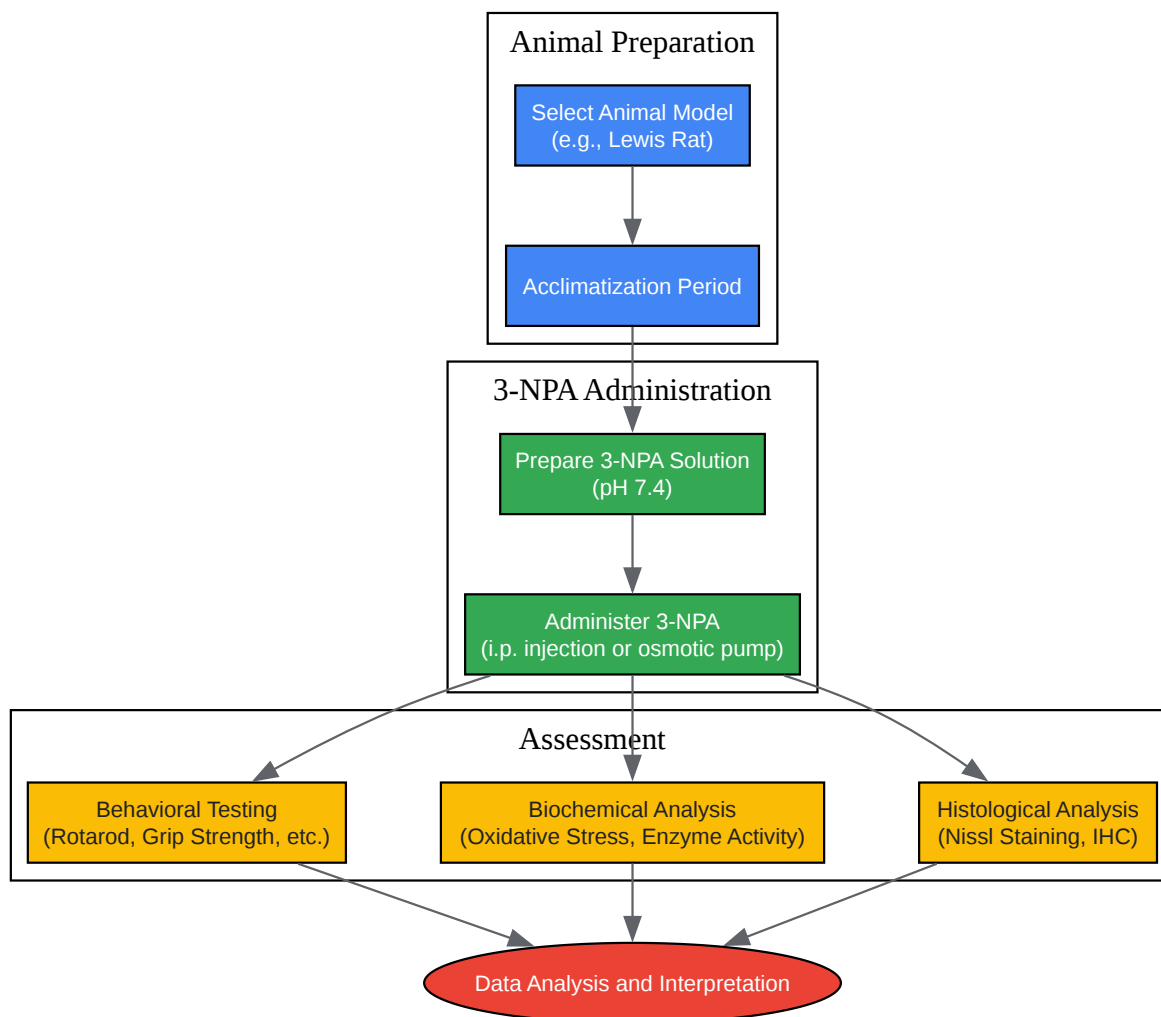 Animal Preparation
Select Animal Model
(e.g., Lewis Rat)
Acclimatization Period
3-NPA Administration
Prepare 3-NPA Solution
(pH 7.4)
Administer 3-NPA
(i.p. injection or osmotic pump)
Assessment
Behavioral Testing
(Rotarod, Grip Strength, etc.)
Biochemical Analysis
(Oxidative Stress, Enzyme Activity)
Histological Analysis
(Nissl Staining, IHC)
Data Analysis and Interpretation